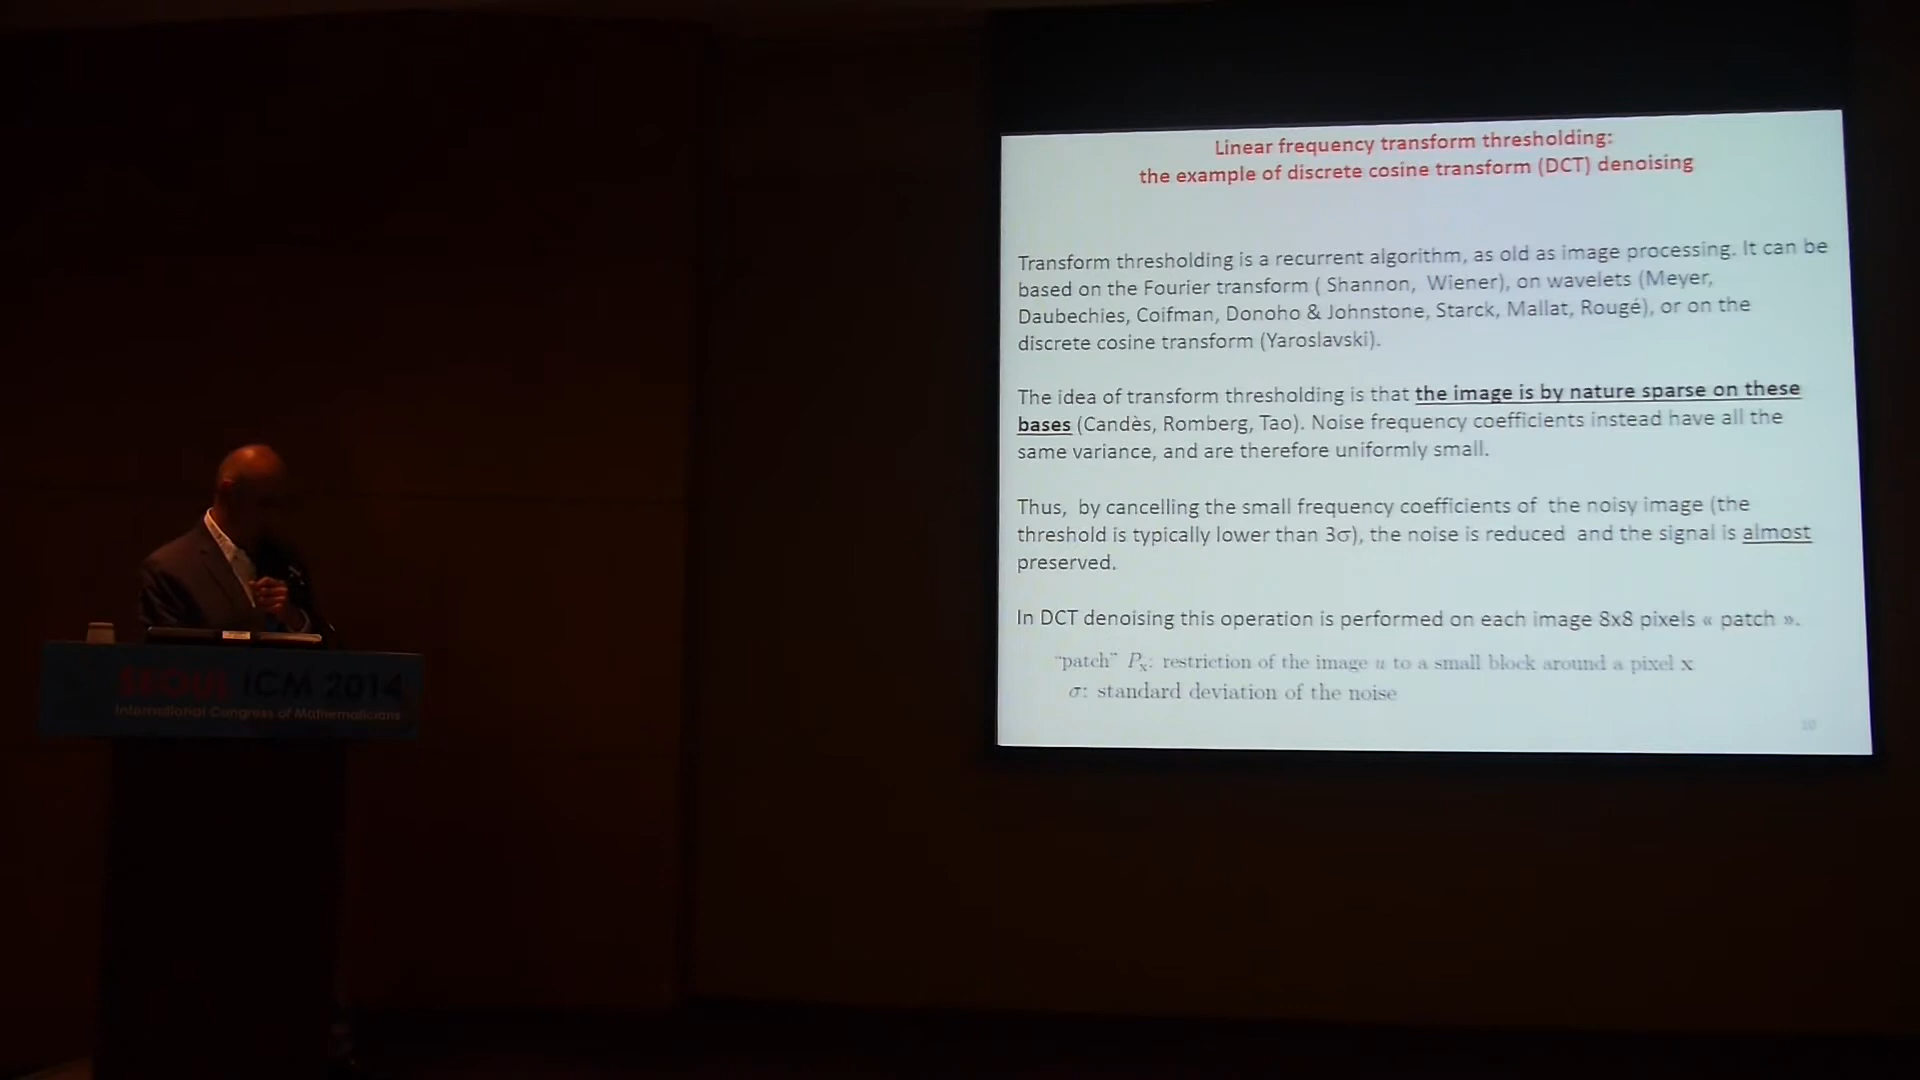 Linear frequency transform thresholding:
the example of discrete cosine transform (DCT) denoising
Transform thresholding is a recurrent algorithm, as old as image processing. It can be
based on the Fourier transform ( Shannon, Wiener), on wavelets (Meyer,
Daubechies, Coifman, Donoho & Johnstone, Starck, Mallat, Rougé), or on the
discrete cosine transform (Yaroslavski).
The idea of transform thresholding is that the image is by nature sparse on these
bases (Candès, Romberg, Tao). Noise frequency coefficients instead have all the
same variance, and are therefore uniformly small.
Thus, by cancelling the small frequency coefficients of the noisy image (the
threshold is typically lower than 3σ), the noise is reduced and the signal is almost
preserved.
In DCT denoising this operation is performed on each image 8x8 pixels « patch ».
"patch" Px: restriction of the image u to a small block around a pixel x
σ: standard deviation of the noise
10
SEOUL ICM 2014
International Congress of Mathematicians